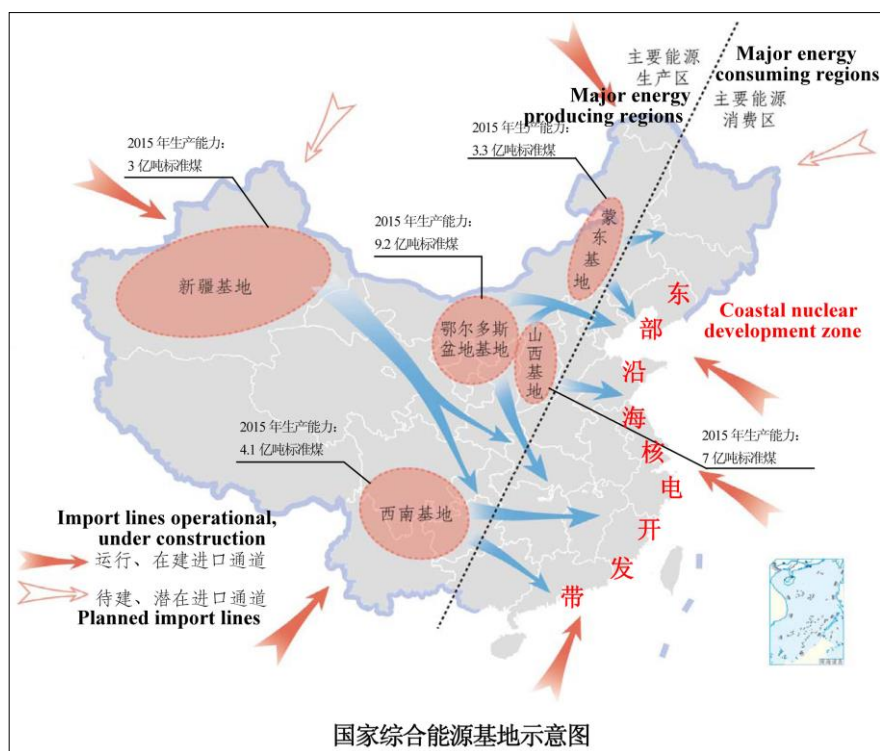 主要能源
生产区
Major energy
consuming regions
主要能源
消费区
Major energy
producing regions
2015 年生产能力:
3 亿吨标准煤
2015 年生产能力:
3.3 亿吨标准煤
2015 年生产能力:
9.2 亿吨标准煤
新疆基地
蒙东基地
鄂尔多斯
盆地基地
山西基地
东部沿海核电开发带
Coastal nuclear
development zone
2015 年生产能力:
4.1 亿吨标准煤
2015 年生产能力:
7 亿吨标准煤
西南基地
Import lines operational,
under construction
运行、在建进口通道
待建、潜在进口通道
Planned import lines
国家综合能源基地示意图